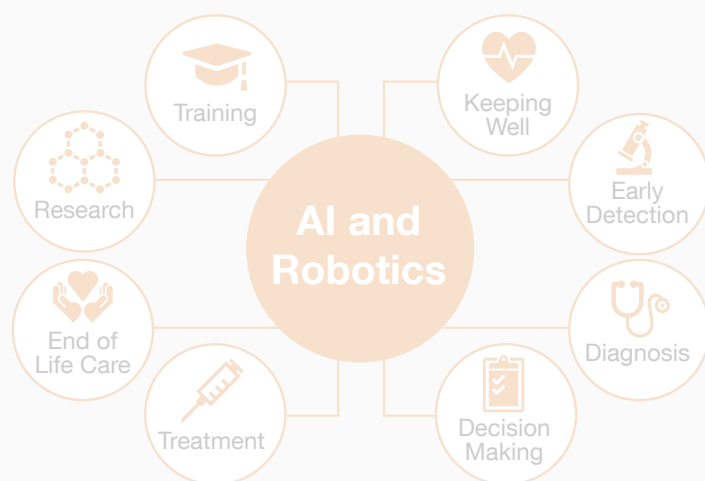 Training
Keeping
Well
Research
Early
Detection
AI and
Robotics
End of
Life Care
Diagnosis
Treatment
Decision
Making